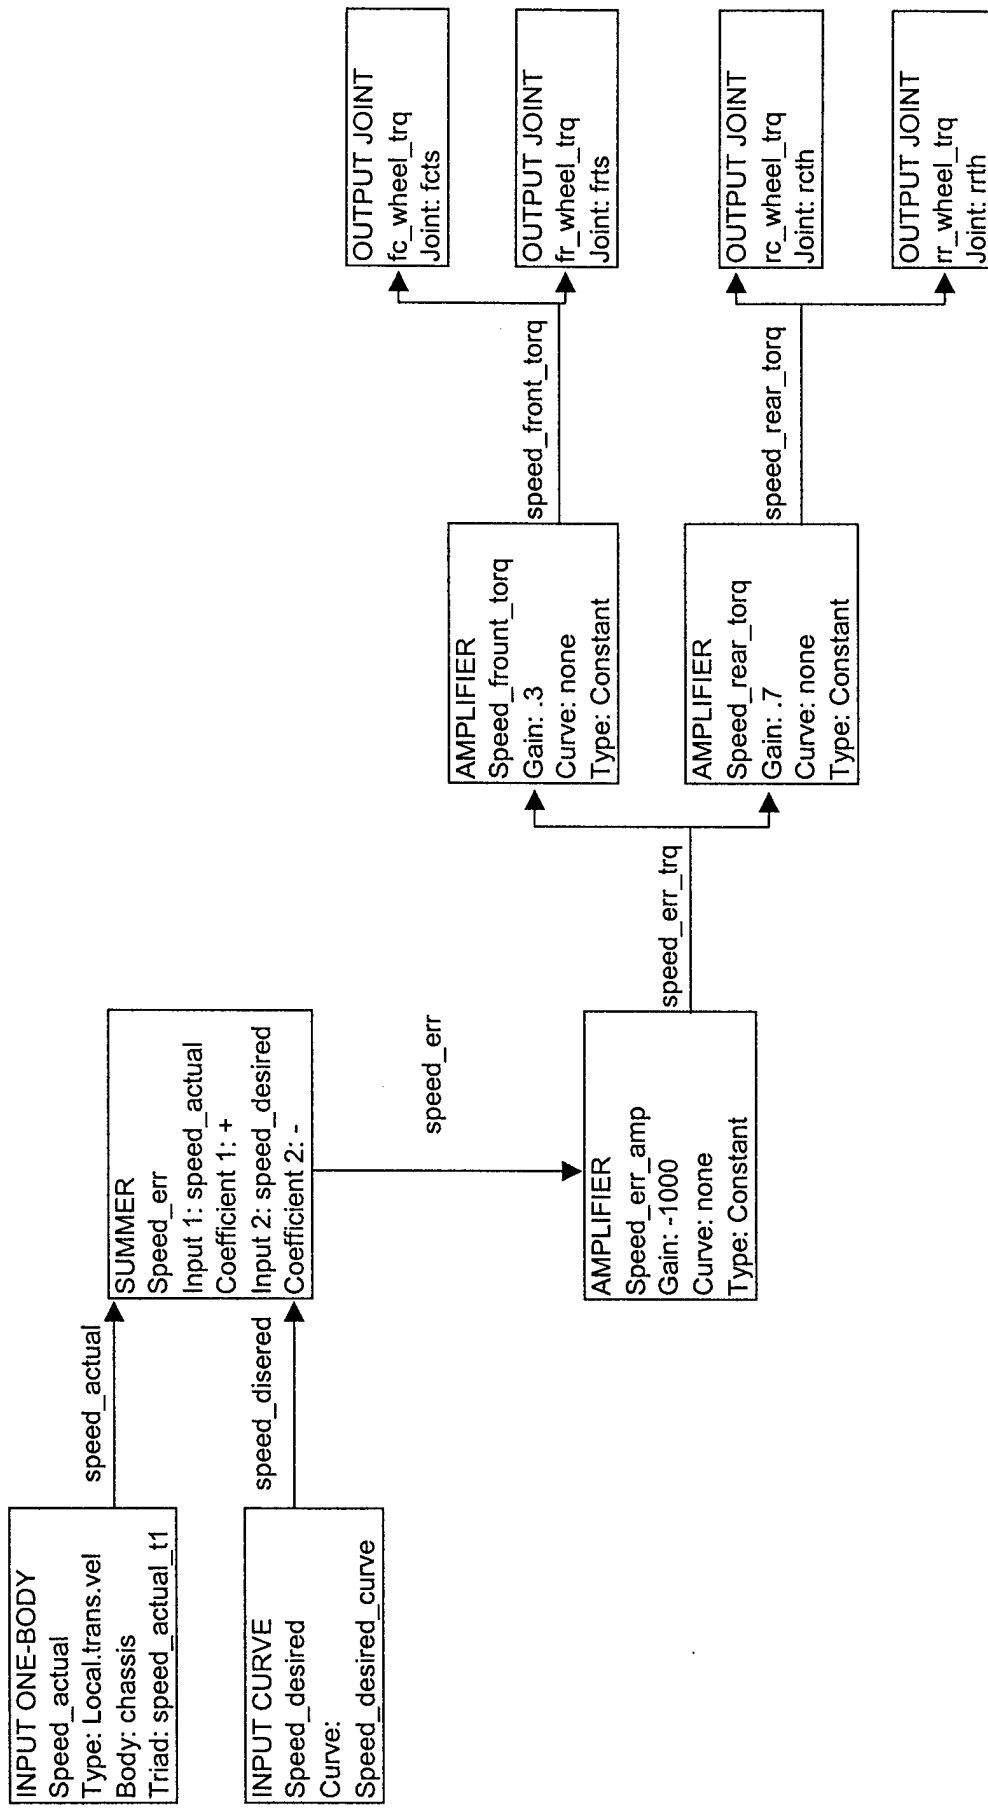 INPUT ONE-BODY
Speed_actual
Type: Local.trans.vel
Body: chassis
Triad: speed_actual_t1
speed_actual
INPUT CURVE
Speed_desired
Curve:
Speed_desired_curve
speed_disered
SUMMER
Speed_err
Input 1: speed_actual
Coefficient 1: +
Input 2: speed_desired
Coefficient 2: -
speed_err
AMPLIFIER
Speed_err_amp
Gain: -1000
Curve: none
Type: Constant
speed_err_trq
AMPLIFIER
Speed_frount_torq
Gain: .3
Curve: none
Type: Constant
speed_front_torq
AMPLIFIER
Speed_rear_torq
Gain: .7
Curve: none
Type: Constant
speed_rear_torq
OUTPUT JOINT
fc_wheel_trq
Joint: fcts
OUTPUT JOINT
fr_wheel_trq
Joint: frts
OUTPUT JOINT
rc_wheel_trq
Joint: rcth
OUTPUT JOINT
rr_wheel_trq
Joint: rrth